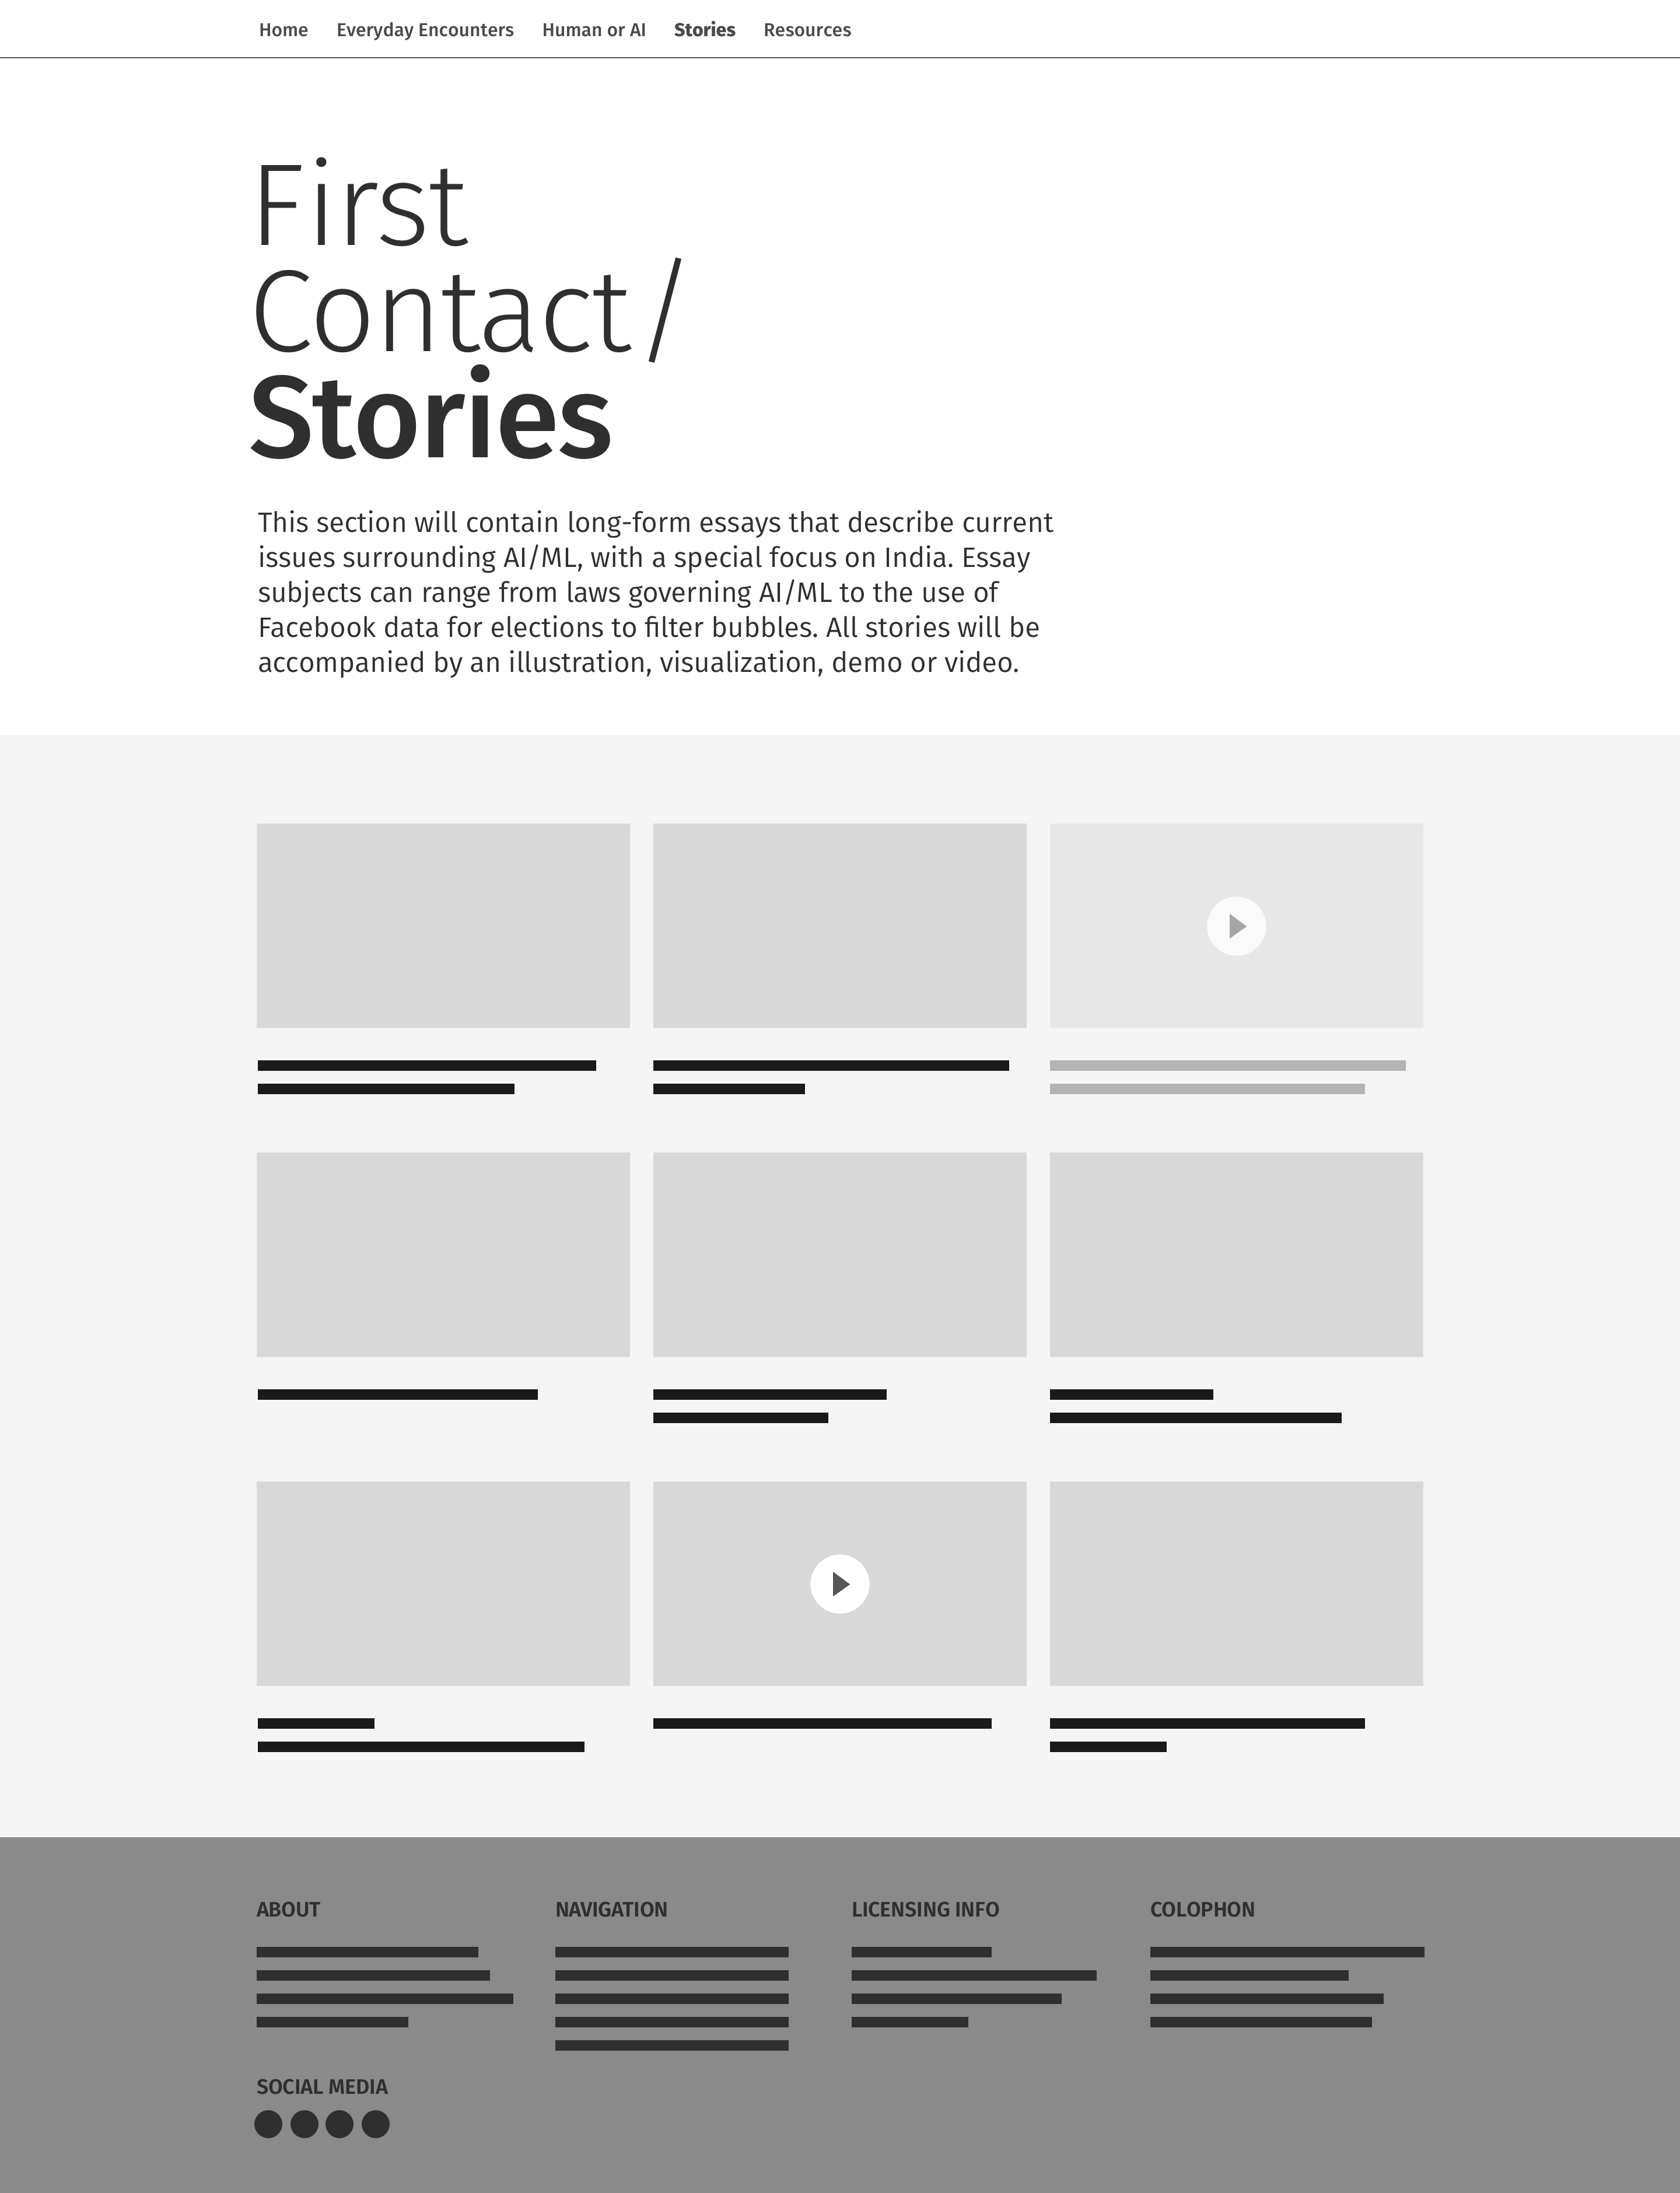 Home Everyday Encounters Human or AI Stories Resources
First
Contact/
Stories
This section will contain long-form essays that describe current
issues surrounding AI/ML, with a special focus on India. Essay
subjects can range from laws governing AI/ML to the use of
Facebook data for elections to filter bubbles. All stories will be
accompanied by an illustration, visualization, demo or video.
ABOUT NAVIGATION LICENSING INFO COLOPHON
SOCIAL MEDIA